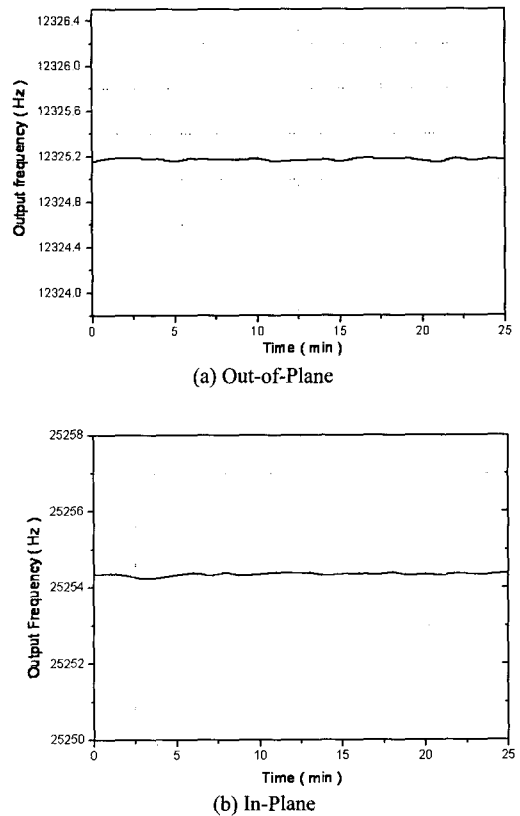 12326.4
12326.0
12325.6
12325.2
12324.8
12324.4
12324.0
Output frequency ( Hz )
0 5 10 15 20 25
Time ( min )
(a) Out-of-Plane
25258
25256
25254
25252
25250
Output Frequency ( Hz )
0 5 10 15 20 25
Time ( min )
(b) In-Plane